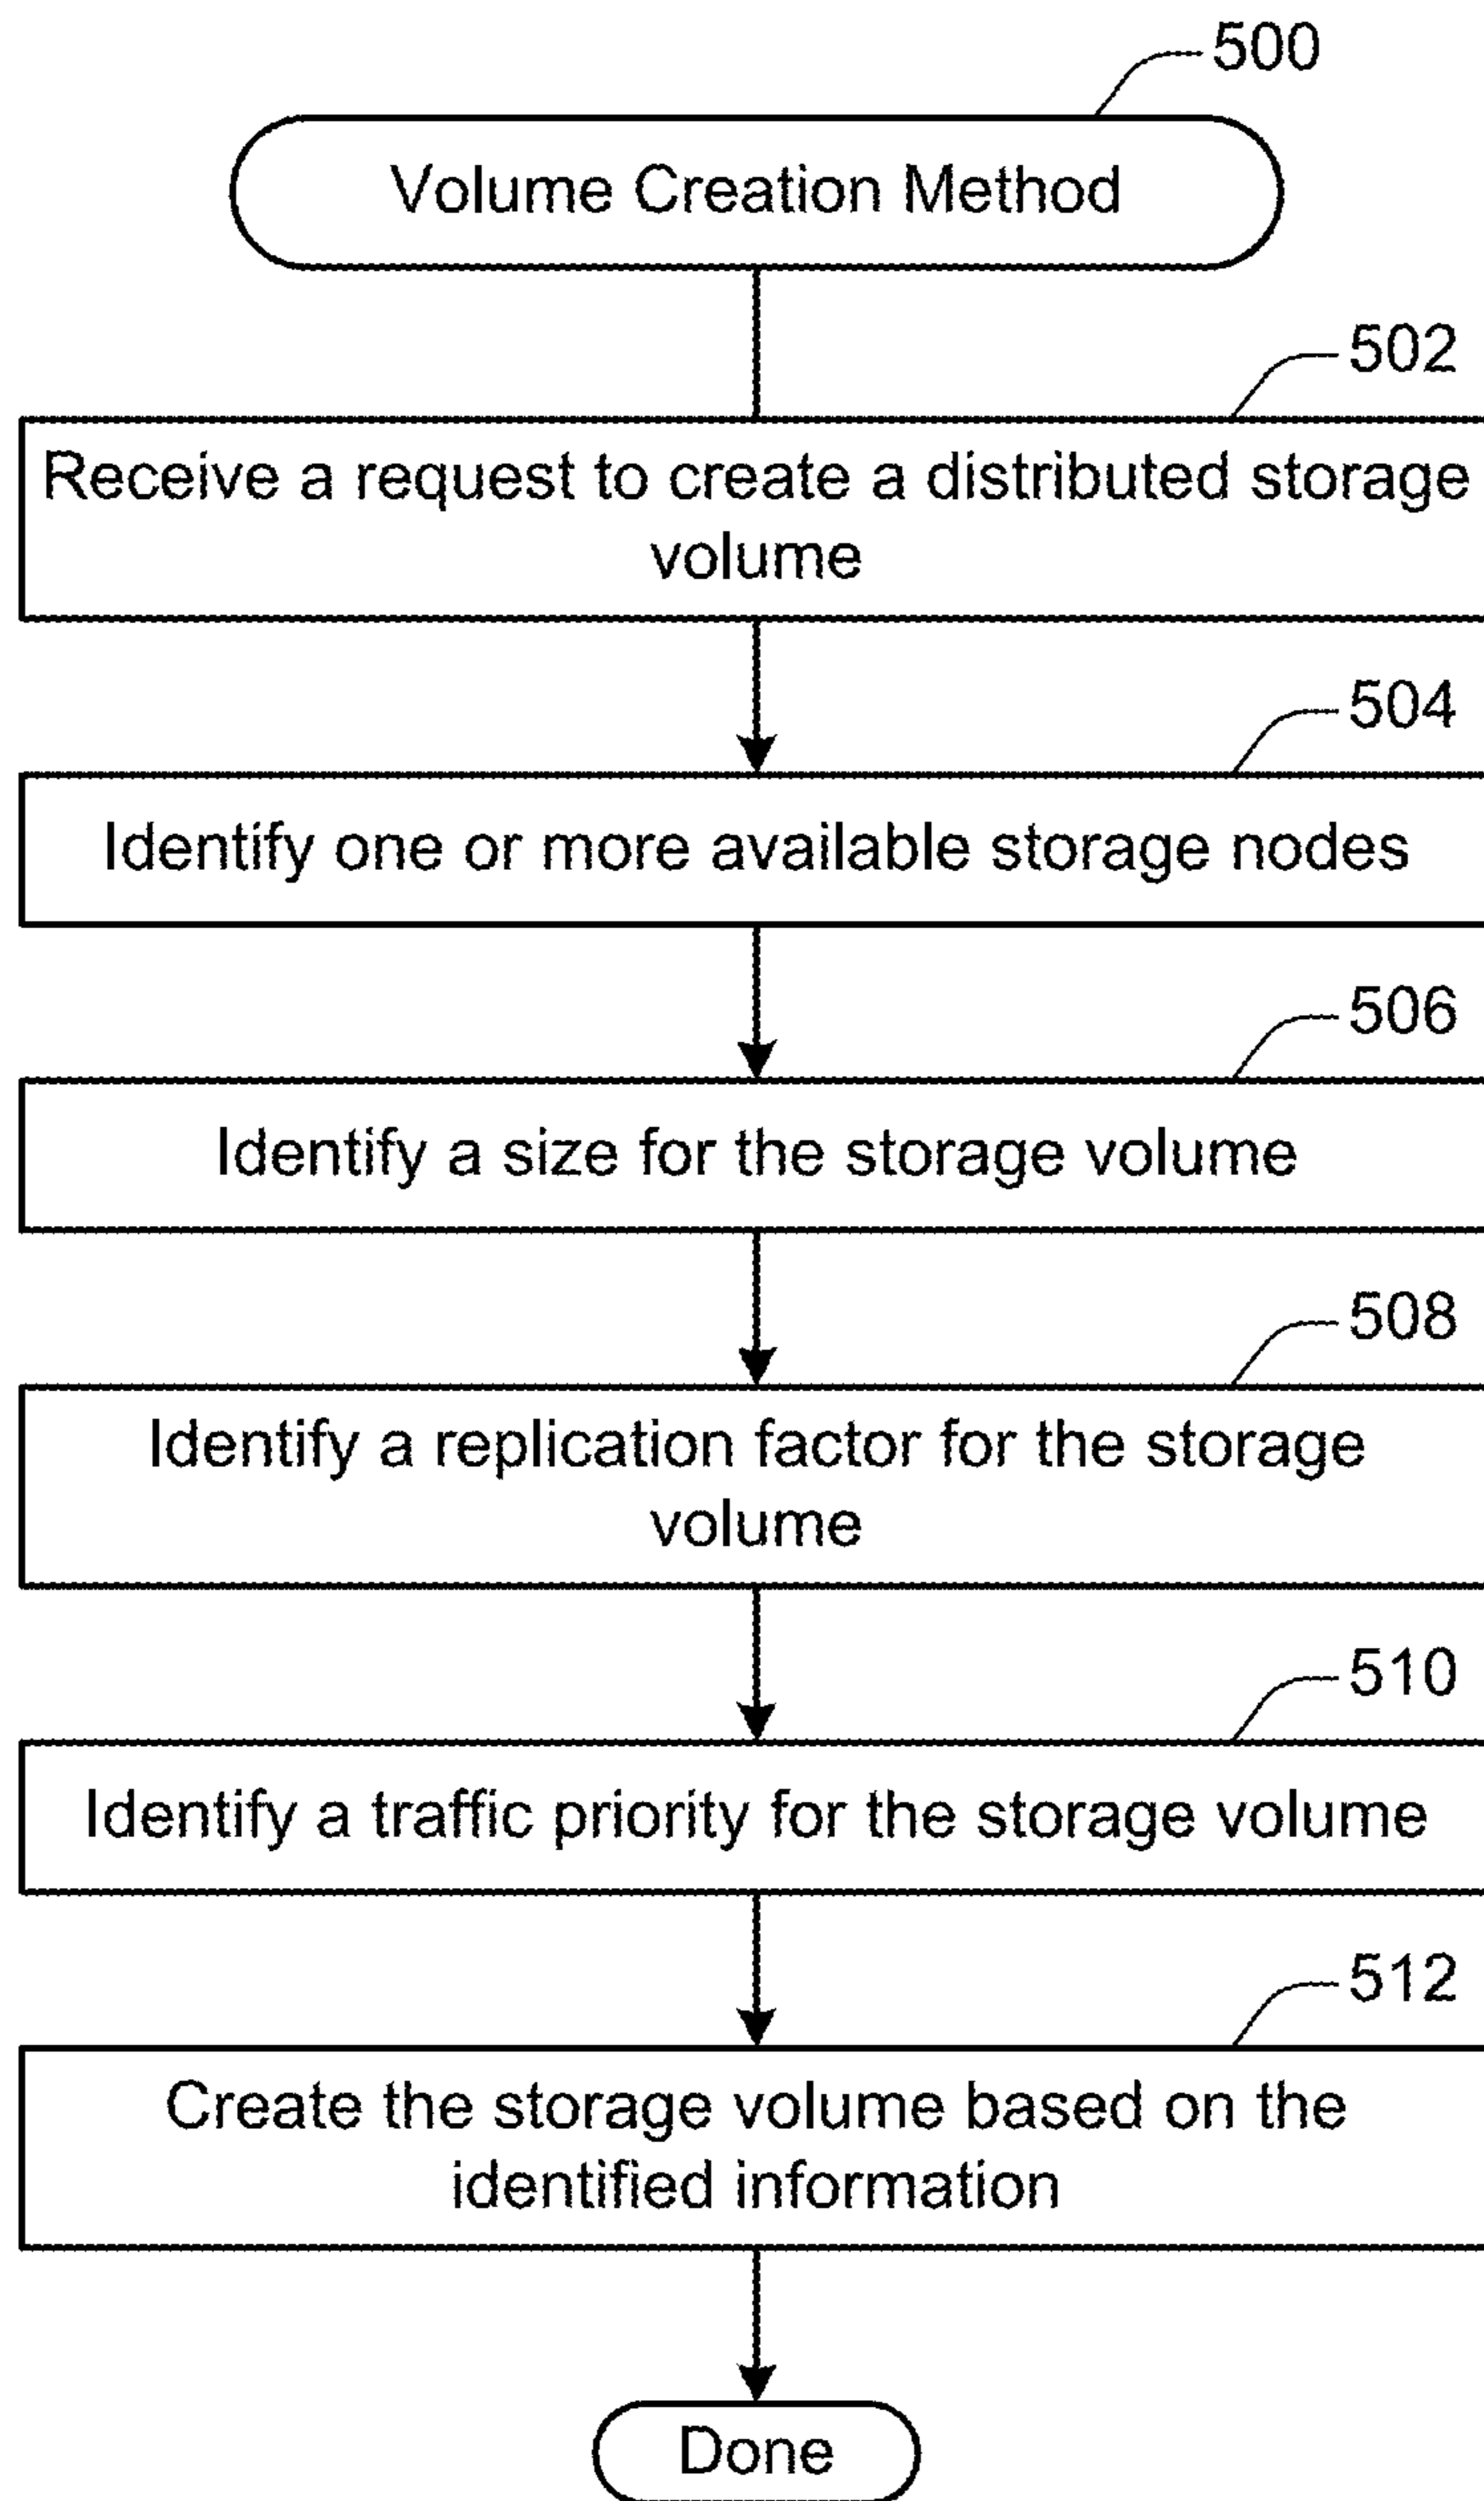 500
Volume Creation Method
502
Receive a request to create a distributed storage
volume
504
Identify one or more available storage nodes
506
Identify a size for the storage volume
508
Identify a replication factor for the storage
volume
510
Identify a traffic priority for the storage volume
512
Create the storage volume based on the
identified information
Done